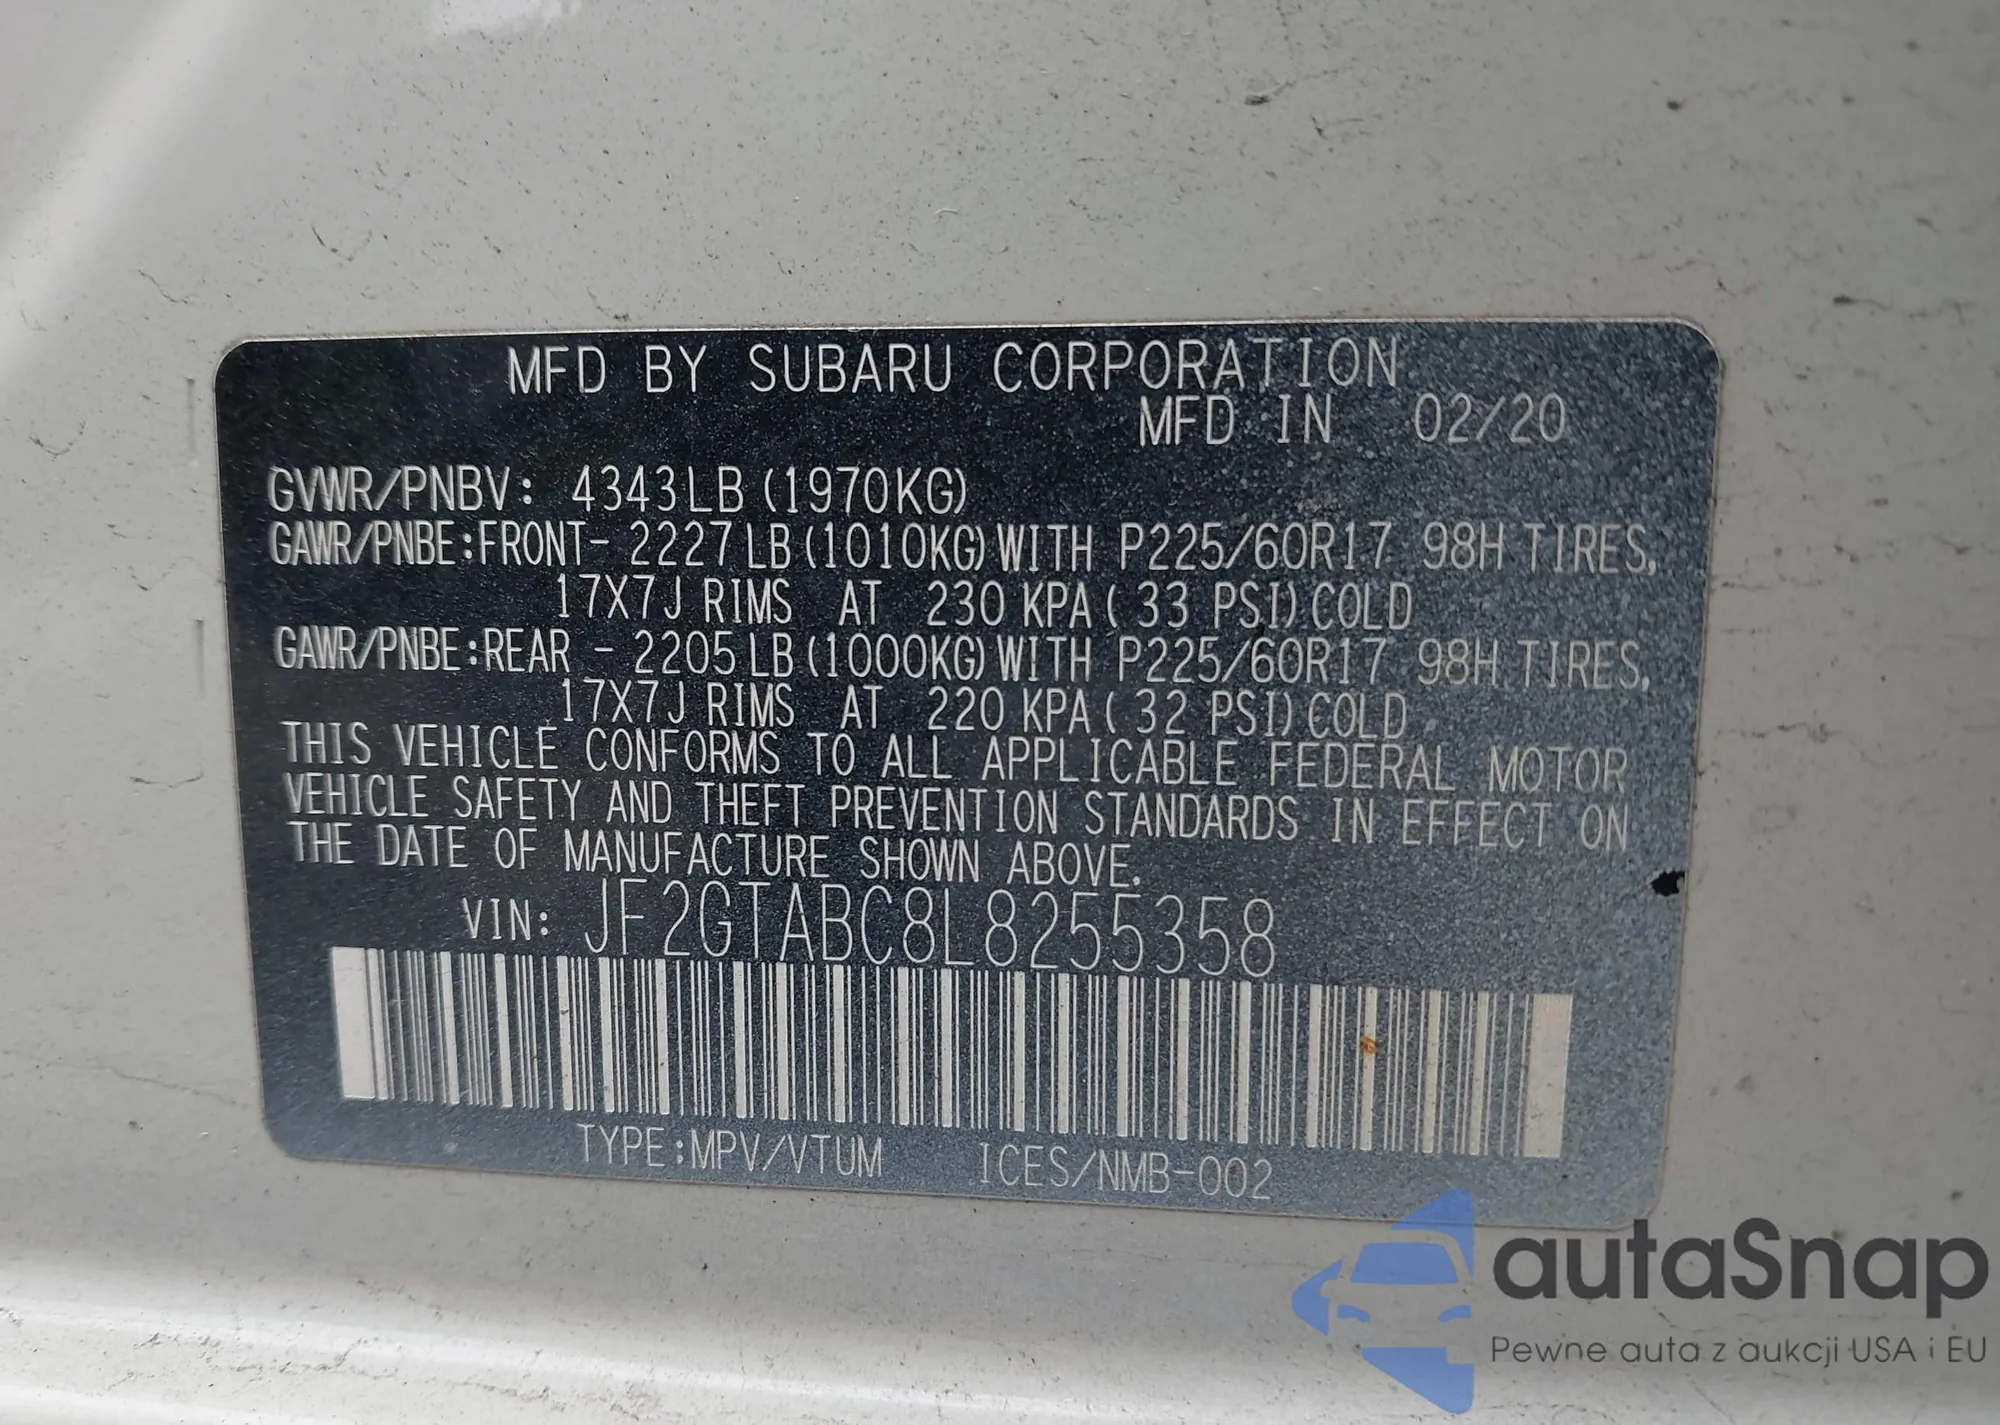 MFD BY SUBARU CORPORATION
MFD IN 02/20
GVWR/PNBV: 4343LB (1970KG)
GAWR/PNBE:FRONT- 2227LB (1010KG) WITH P225/60R17 98H TIRES,
17X7J RIMS AT 230 KPA ( 33 PSI) COLD
GAWR/PNBE:REAR - 2205LB (1000KG) WITH P225/60R17 98H TIRES,
17X7J RIMS AT 220 KPA ( 32 PSI) COLD
THIS VEHICLE CONFORMS TO ALL APPLICABLE FEDERAL MOTOR
VEHICLE SAFETY AND THEFT PREVENTION STANDARDS IN EFFECT ON
THE DATE OF MANUFACTURE SHOWN ABOVE.
VIN: JF2GTABC8L8255358
TYPE:MPV/VTUM ICES/NMB-002
autaSnap
Pewne auta z aukcji USA i EU